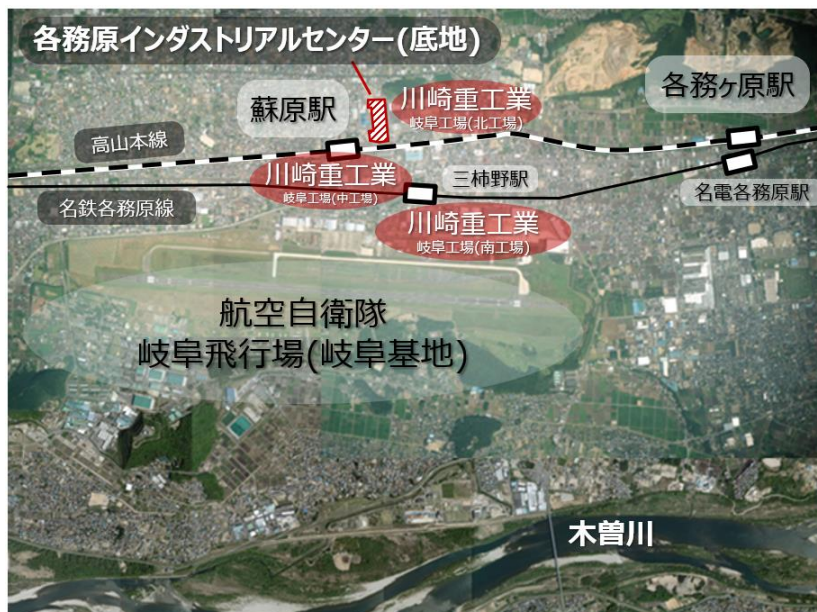 各務原インダストリアルセンター(底地)
川崎重工業
岐阜工場(北工場)
各務ヶ原駅
蘇原駅
高山本線
川崎重工業
岐阜工場(中工場)
三柿野駅
名電各務原駅
名鉄各務原線
川崎重工業
岐阜工場(南工場)
航空自衛隊
岐阜飛行場(岐阜基地)
木曽川